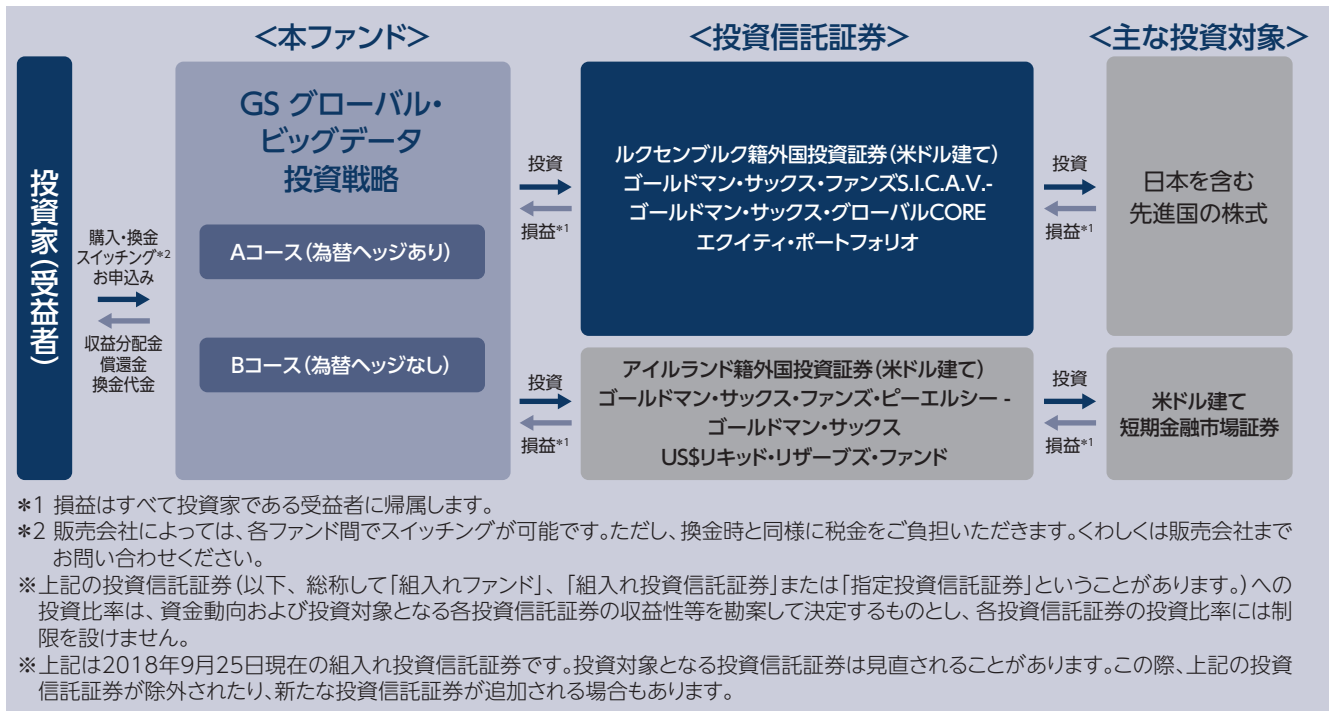 <本ファンド>
<投資信託証券>
<主な投資対象>
投資家(受益者)
購入・換金
スイッチング*2
お申込み
収益分配金
償還金
換金代金
GS グローバル・
ビッグデータ
投資戦略
Aコース(為替ヘッジあり)
Bコース(為替ヘッジなし)
投資
損益*1
ルクセンブルク籍外国投資証券(米ドル建て)
ゴールドマン・サックス・ファンズS.I.C.A.V.-
ゴールドマン・サックス・グローバルCORE
エクイティ・ポートフォリオ
投資
損益*1
日本を含む
先進国の株式
投資
損益*1
アイルランド籍外国投資証券(米ドル建て)
ゴールドマン・サックス・ファンズ・ピーエルシー -
ゴールドマン・サックス
US$リキッド・リザーブズ・ファンド
投資
損益*1
米ドル建て
短期金融市場証券
*1 損益はすべて投資家である受益者に帰属します。
*2 販売会社によっては、各ファンド間でスイッチングが可能です。ただし、換金時と同様に税金をご負担いただきます。くわしくは販売会社まで
お問い合わせください。
※上記の投資信託証券(以下、総称して「組入れファンド」、「組入れ投資信託証券」または「指定投資信託証券」ということがあります。)への
投資比率は、資金動向および投資対象となる各投資信託証券の収益性等を勘案して決定するものとし、各投資信託証券の投資比率には制
限を設けません。
※上記は2018年9月25日現在の組入れ投資信託証券です。投資対象となる投資信託証券は見直されることがあります。この際、上記の投資
信託証券が除外されたり、新たな投資信託証券が追加される場合もあります。